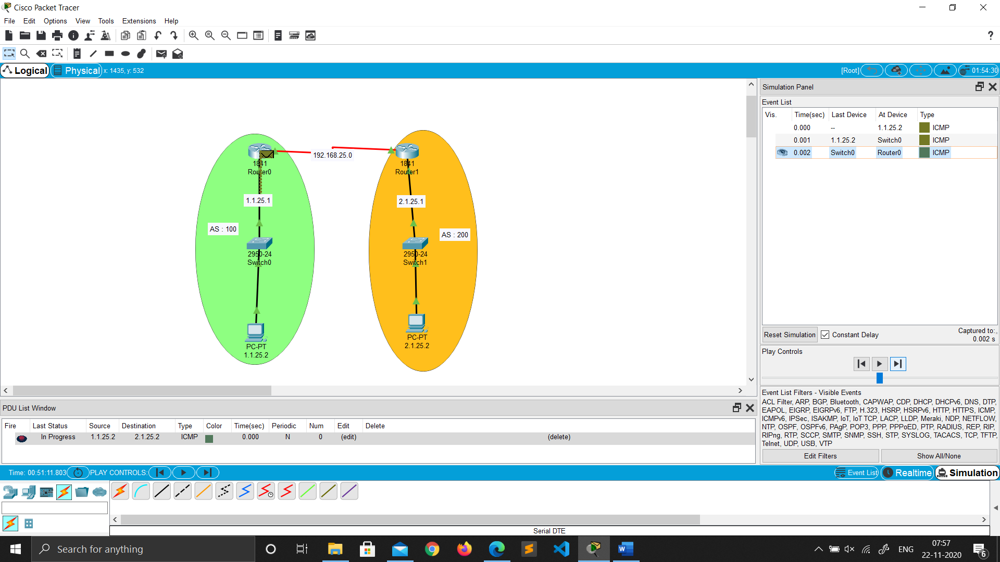 Cisco Packet Tracer
File Edit Options View Tools Extensions Help
Logical Physical x: 1435, y: 532 [Root] 01:54:30
1841
Router0
192.168.25.0
1841
Router1
1.1.25.1
2.1.25.1
AS : 100
AS : 200
2950-24
Switch0
2950-24
Switch1
PC-PT
1.1.25.2
PC-PT
2.1.25.2
Simulation Panel
Event List
Vis. Time(sec) Last Device At Device Type
0.000 -- 1.1.25.2 ICMP
0.001 1.1.25.2 Switch0 ICMP
0.002 Switch0 Router0 ICMP
Reset Simulation Constant Delay Captured to:
0.002 s
Play Controls
Event List Filters - Visible Events
ACL Filter, ARP, BGP, Bluetooth, CAPWAP, CDP, DHCP, DHCPv6, DNS, DTP,
EAPOL, EIGRP, EIGRPv6, FTP, H.323, HSRP, HSRPv6, HTTP, HTTPS, ICMP,
ICMPv6, IPSec, ISAKMP, IoT, IoT TCP, LACP, LLDP, Meraki, NDP, NETFLOW,
NTP, OSPF, OSPFv6, PAgP, POP3, PPP, PPPoED, PTP, RADIUS, REP, RIP,
RIPng, RTP, SCCP, SMTP, SNMP, SSH, STP, SYSLOG, TACACS, TCP, TFTP,
Telnet, UDP, USB, VTP
Edit Filters Show All/None
PDU List Window
Fire Last Status Source Destination Type Color Time(sec) Periodic Num Edit Delete
In Progress 1.1.25.2 2.1.25.2 ICMP 0.000 N 0 (edit) (delete)
Time: 00:51:11.803 PLAY CONTROLS: Event List Realtime Simulation
Serial DTE
Search for anything
ENG
07:57
22-11-2020
6